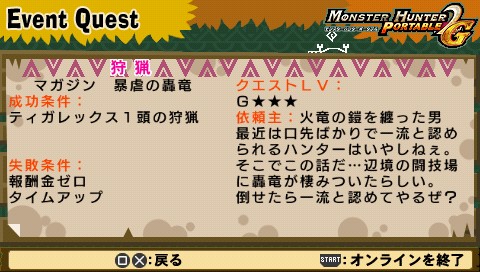 Event Quest
MONSTER HUNTER
PORTABLE 2nd G
狩 猟
マガジン 暴虐の轟竜
成功条件：
ティガレックス１頭の狩猟
失敗条件：
報酬金ゼロ
タイムアップ
クエストＬＶ：
Ｇ★★★
依頼主：火竜の鎧を纏った男
最近は口先ばかりで一流と認め
られるハンターはいやしねぇ。
そこでこの話だ…辺境の闘技場
に轟竜が棲みついたらしい。
倒せたら一流と認めてやるぜ？
:戻る
START:オンラインを終了